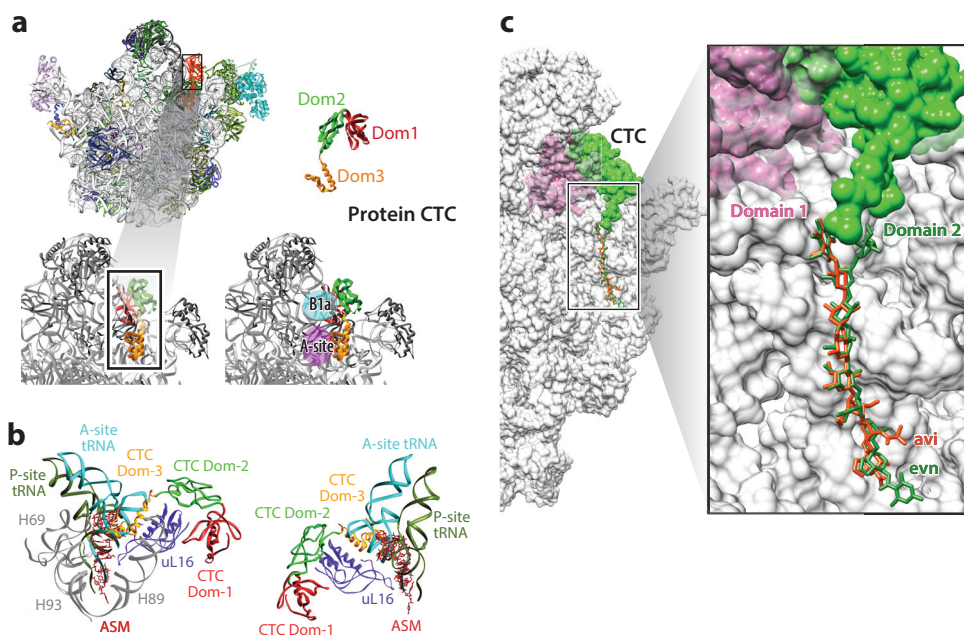 a
Dom2
Dom1
Dom3
Protein CTC
B1a
A-site
b
A-site
tRNA
P-site
tRNA
CTC
Dom-3
CTC Dom-2
H69
uL16
CTC
Dom-1
H93
H89
ASM
A-site tRNA
CTC
Dom-3
CTC Dom-2
P-site
tRNA
uL16
CTC Dom-1
ASM
c
CTC
Domain 1
Domain 2
avi
evn